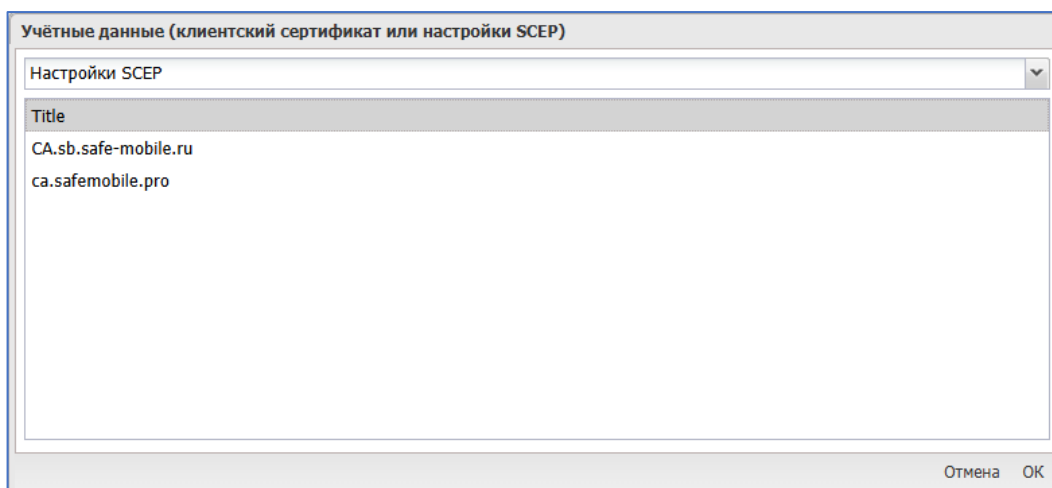 Учётные данные (клиентский сертификат или настройки SCEP)
Настройки SCEP
Title
CA.sb.safe-mobile.ru
ca.safemobile.pro
Отмена OK